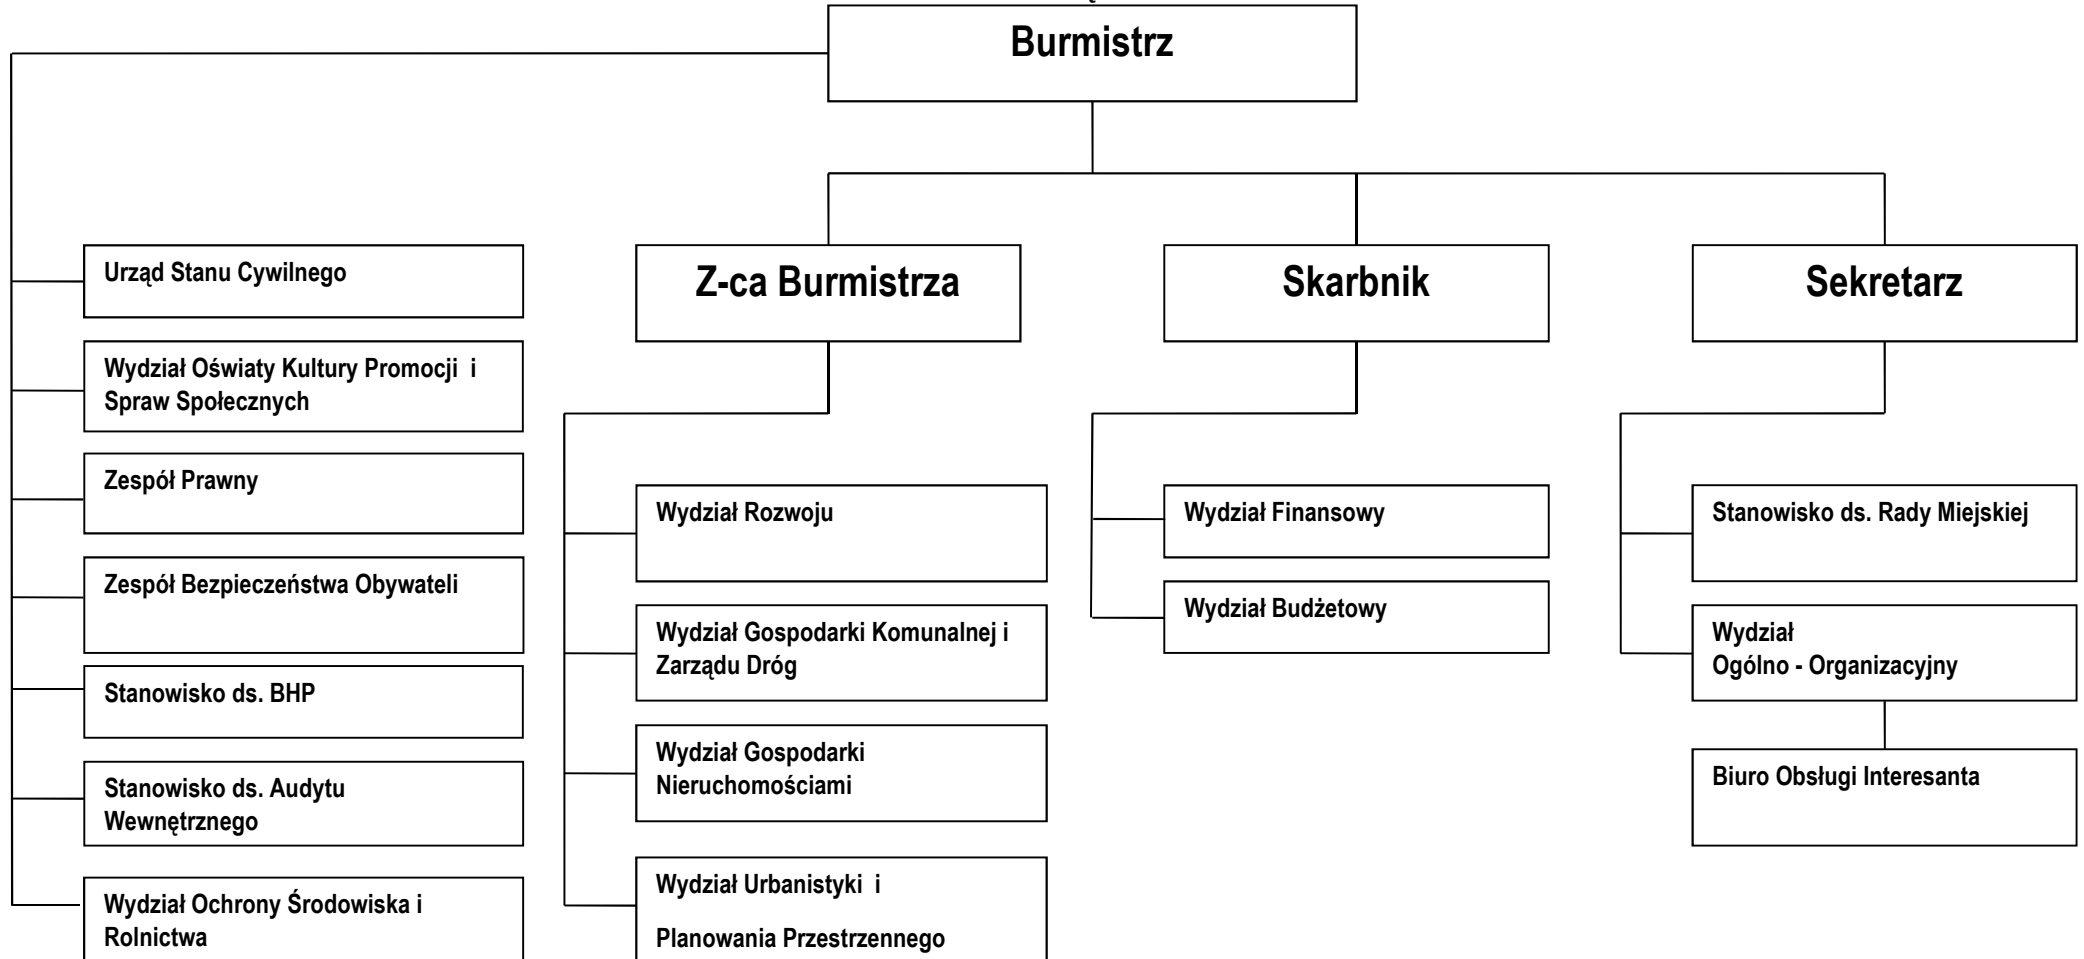 Burmistrz
Z-ca Burmistrza
Skarbnik
Sekretarz
Urząd Stanu Cywilnego
Wydział Oświaty Kultury Promocji  i
Spraw Społecznych
Zespół Prawny
Zespół Bezpieczeństwa Obywateli
Stanowisko ds. BHP
Stanowisko ds. Audytu
Wewnętrznego
Wydział Ochrony Środowiska i
Rolnictwa
Wydział Rozwoju
Wydział Gospodarki Komunalnej i
Zarządu Dróg
Wydział Gospodarki
Nieruchomościami
Wydział Urbanistyki  i
Planowania Przestrzennego
Wydział Finansowy
Wydział Budżetowy
Stanowisko ds. Rady Miejskiej
Wydział
Ogólno - Organizacyjny
Biuro Obsługi Interesanta